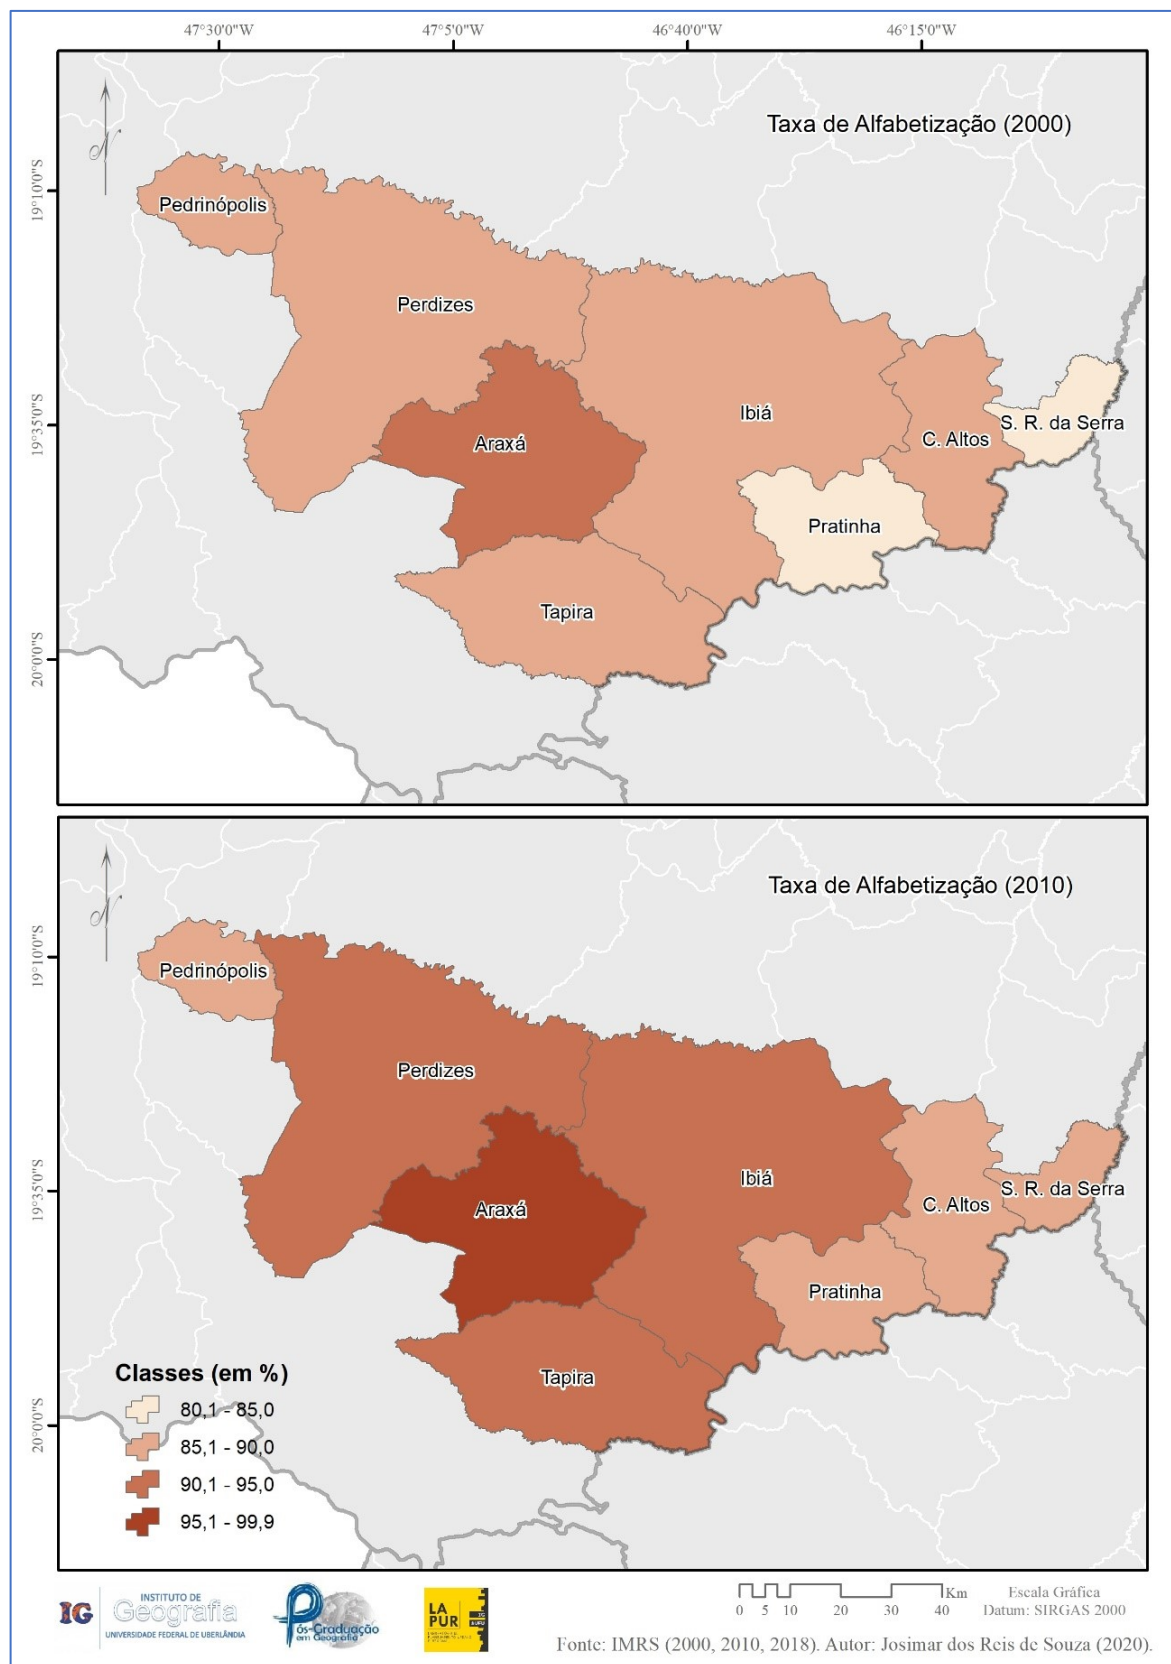 47°30'0"W 47°5'0"W 46°40'0"W 46°15'0"W
Taxa de Alfabetização (2000)
N
19°10'0"S
Pedrinópolis
Perdizes
Ibiá
19°35'0"S
S. R. da Serra
C. Altos
Araxá
Pratinha
Tapira
20°0'0"S
Taxa de Alfabetização (2010)
N
19°10'0"S
Pedrinópolis
Perdizes
Ibiá
19°35'0"S
S. R. da Serra
C. Altos
Araxá
Pratinha
Tapira
20°0'0"S
Classes (em %)
80,1 - 85,0
85,1 - 90,0
90,1 - 95,0
95,1 - 99,9
IG
INSTITUTO DE
Geografia
UNIVERSIDADE FEDERAL DE UBERLÂNDIA
Pós-Graduação
em Geografia
LA
PUR
Km
0 5 10 20 30 40
Escala Gráfica
Datum: SIRGAS 2000
Fonte: IMRS (2000, 2010, 2018). Autor: Josimar dos Reis de Souza (2020).